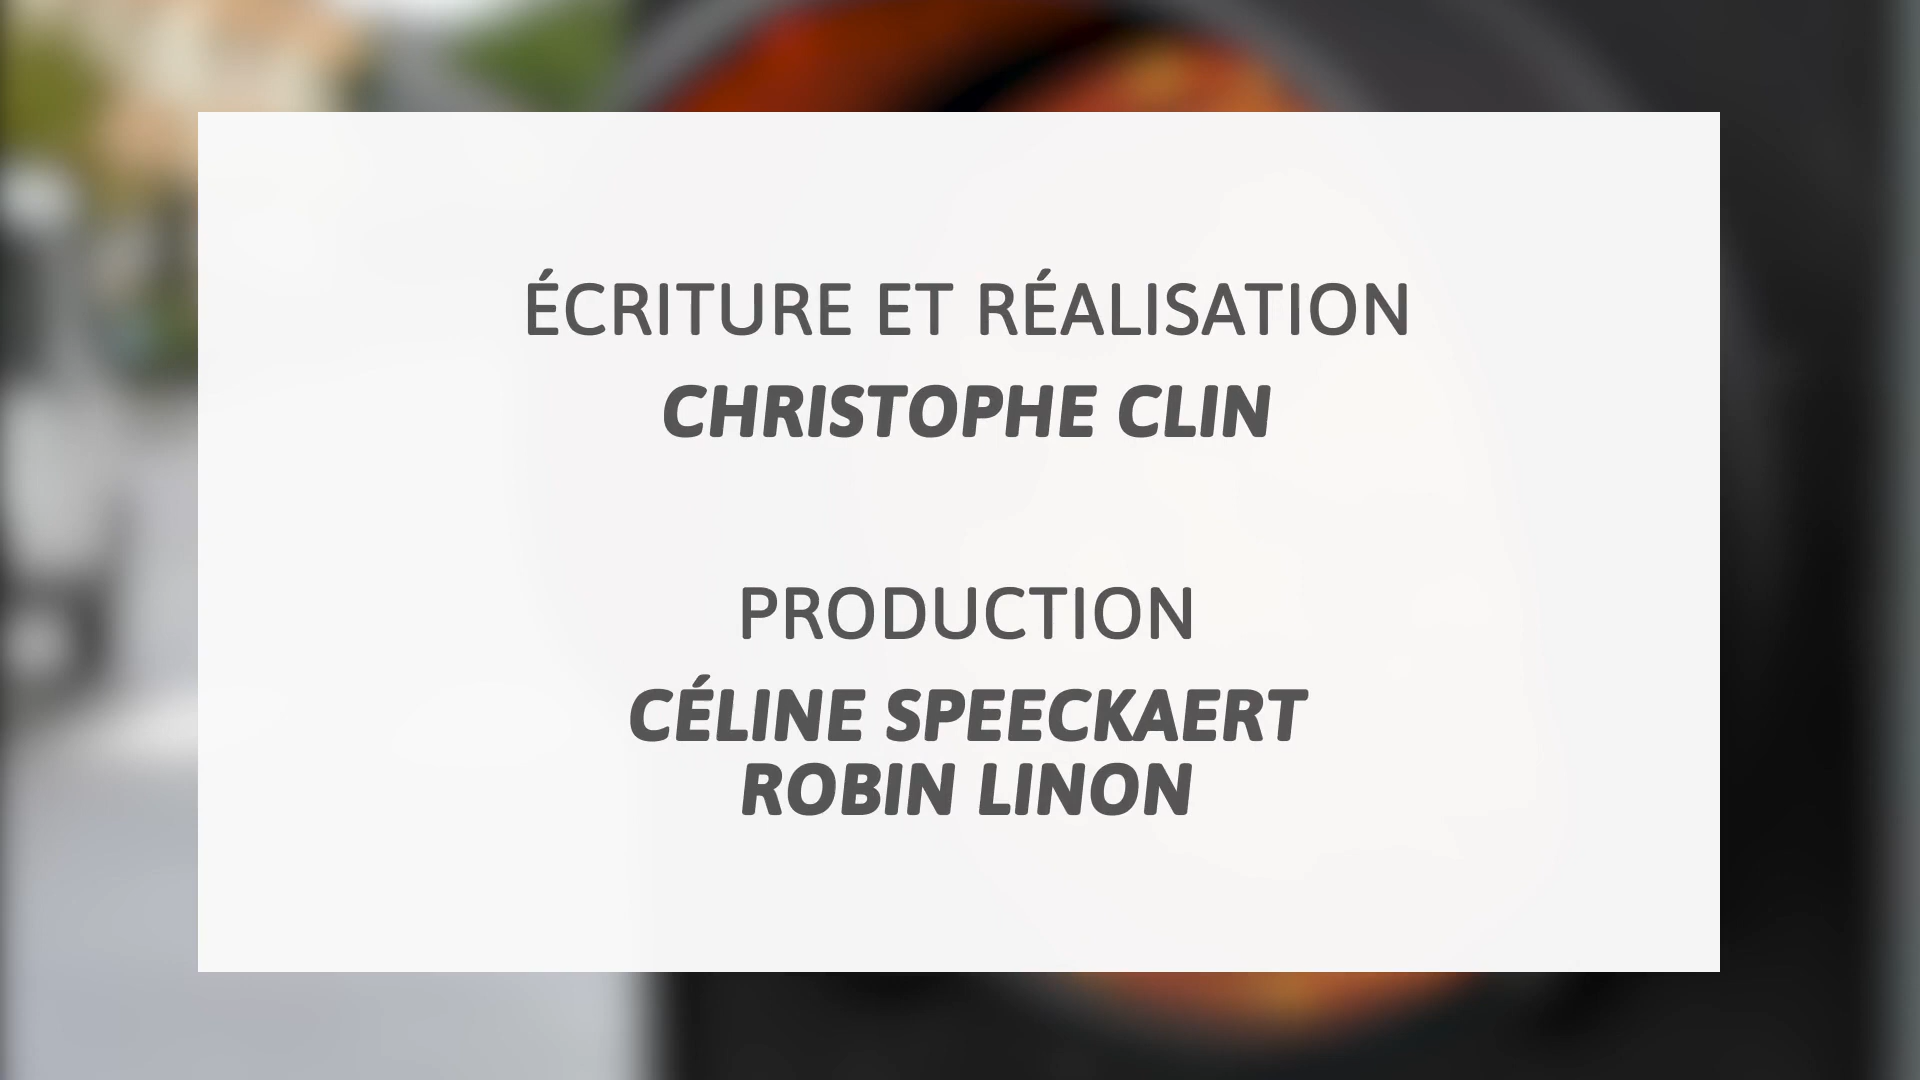 ÉCRITURE ET RÉALISATION
CHRISTOPHE CLIN
PRODUCTION
CÉLINE SPEECKAERT
ROBIN LINON